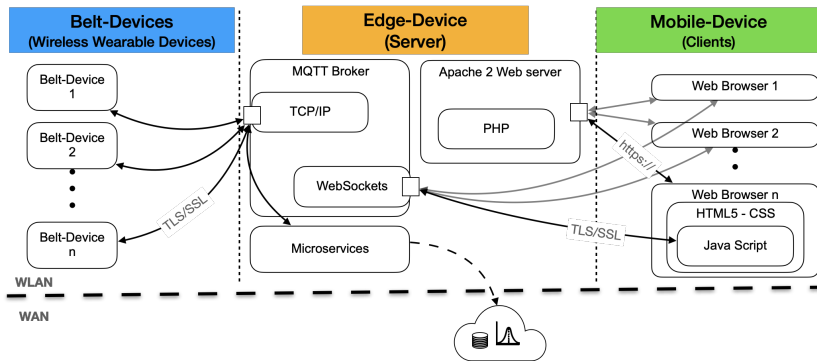 Belt-Devices
(Wireless Wearable Devices)
Edge-Device
(Server)
Mobile-Device
(Clients)
Belt-Device
1
Belt-Device
2
Belt-Device
n
TLS/SSL
MQTT Broker
TCP/IP
WebSockets
Microservices
Apache 2 Web server
PHP
https://
TLS/SSL
Web Browser 1
Web Browser 2
Web Browser n
HTML5 - CSS
Java Script
WLAN
WAN